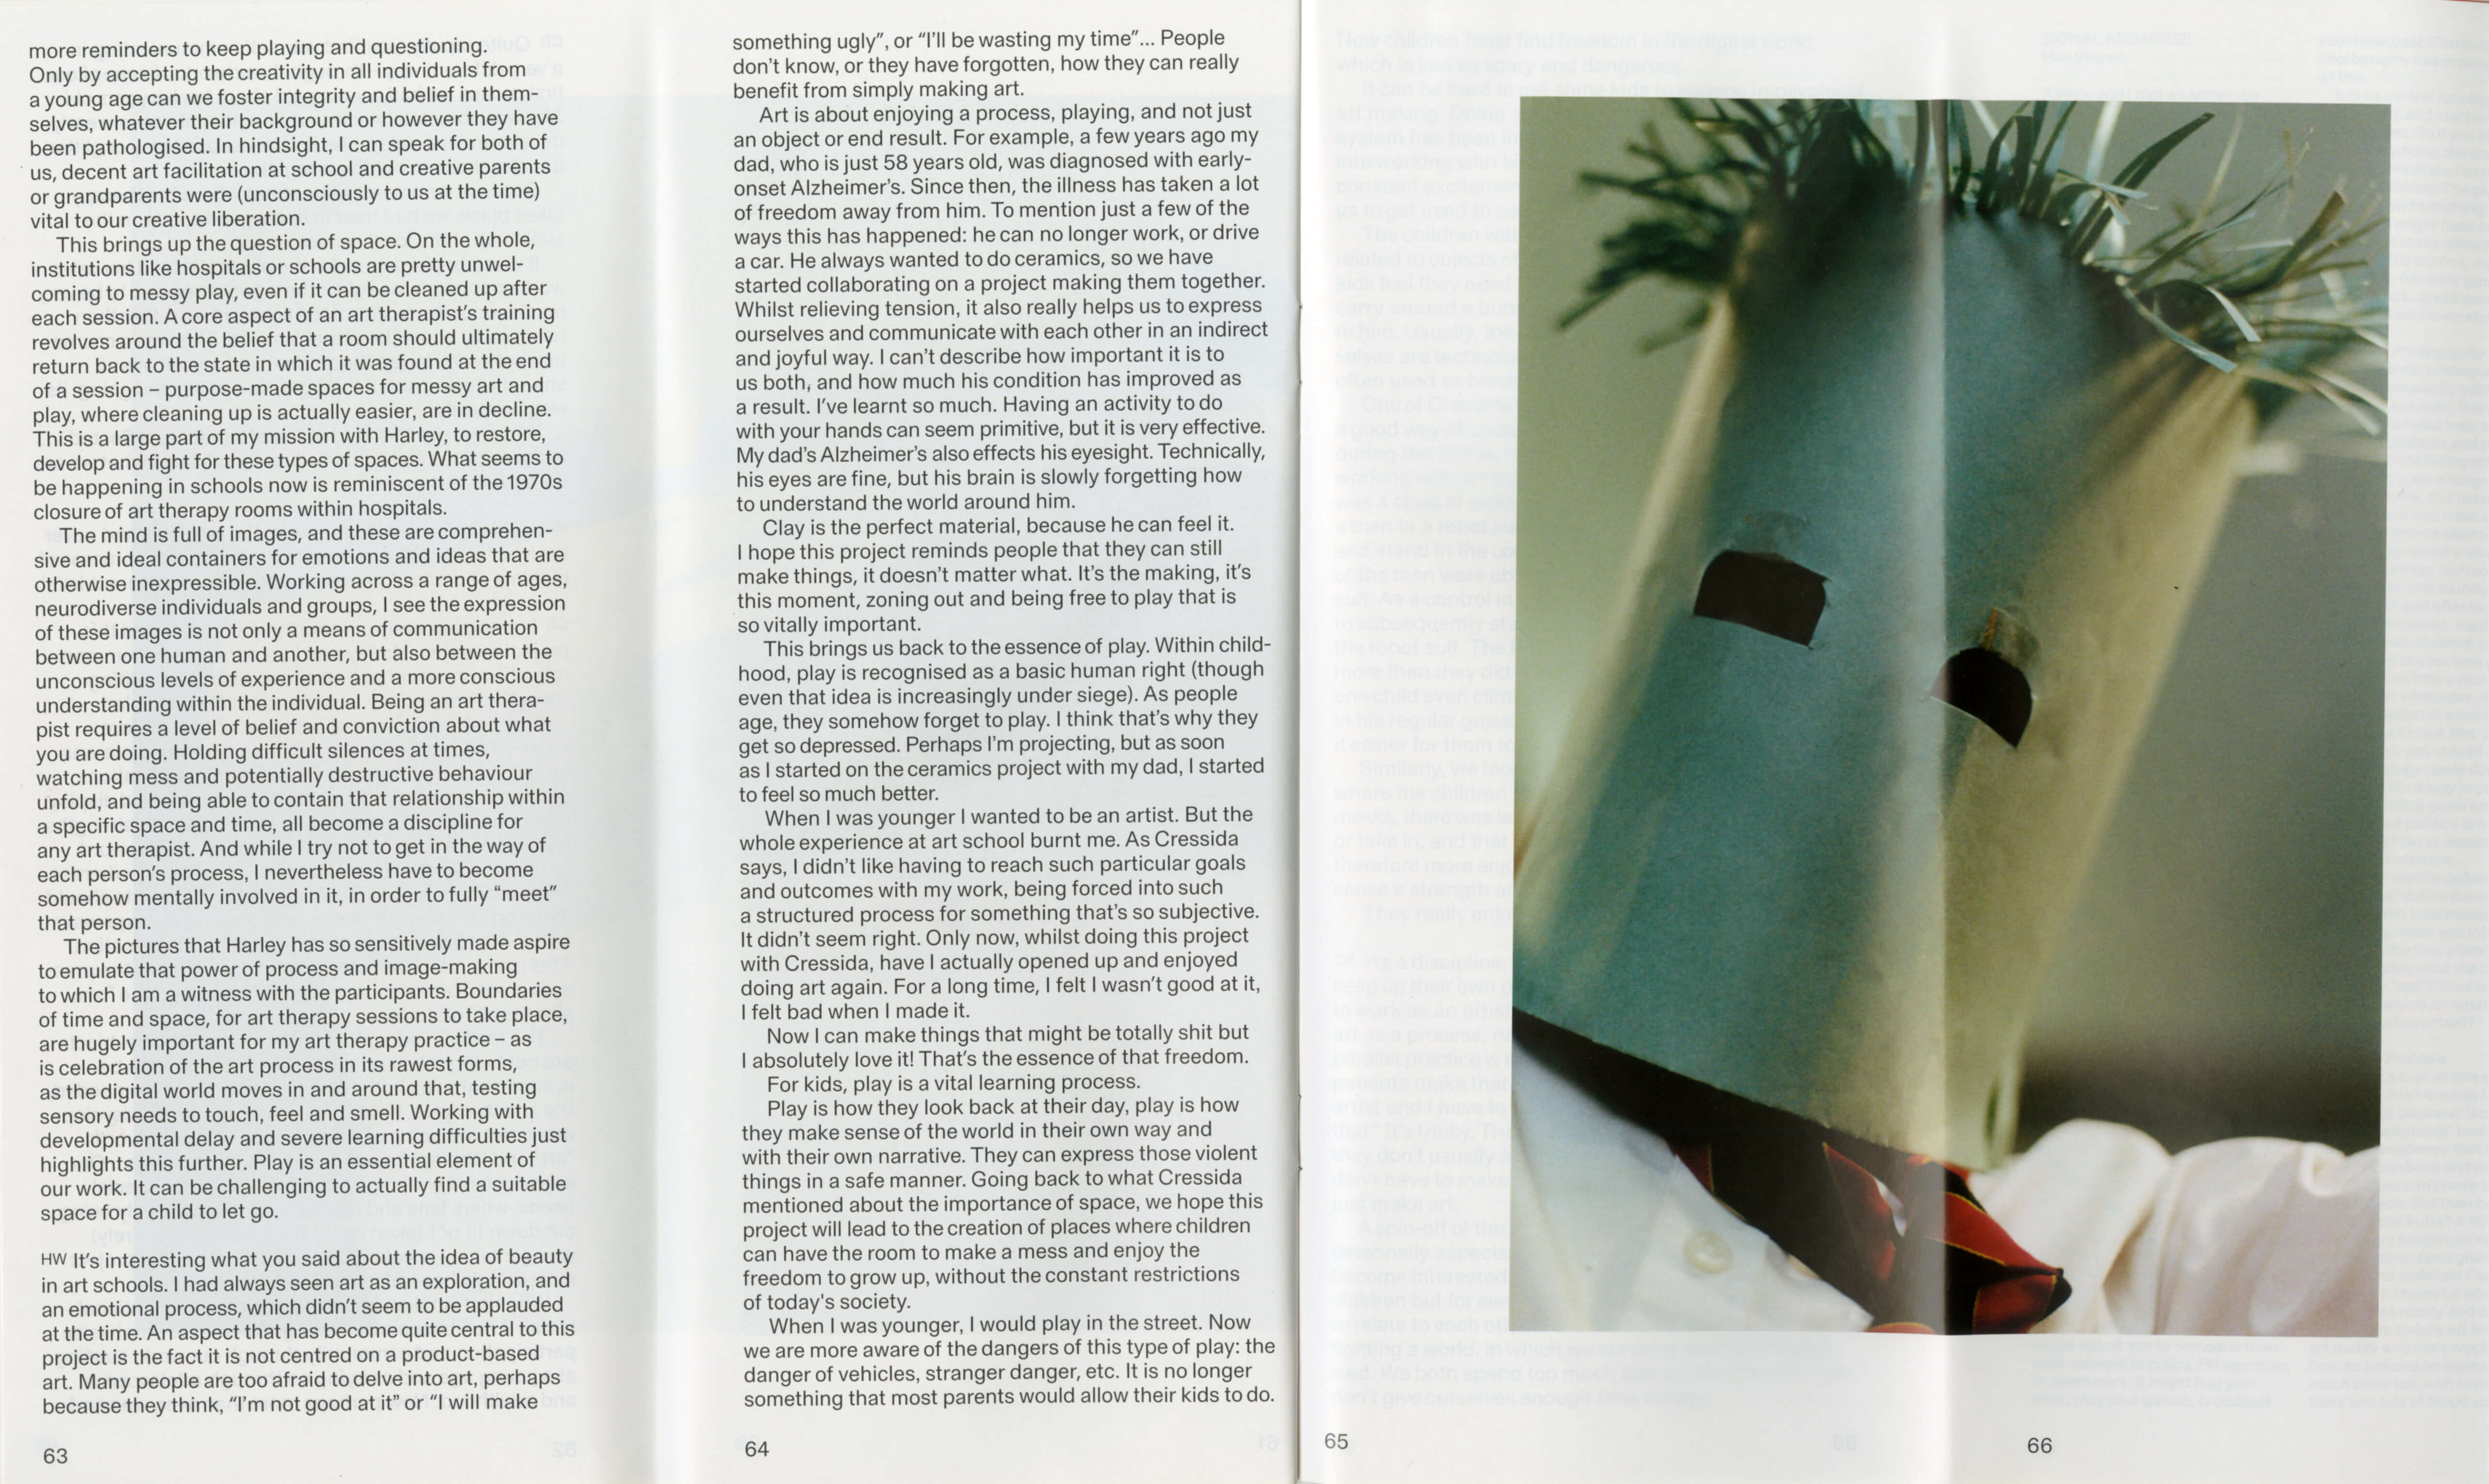 more reminders to keep playing and questioning.
Only by accepting the creativity in all individuals from
a young age can we foster integrity and belief in them-
selves, whatever their background or however they have
been pathologised. In hindsight, I can speak for both of
us, decent art facilitation at school and creative parents
or grandparents were (unconsciously to us at the time)
vital to our creative liberation.
This brings up the question of space. On the whole,
institutions like hospitals or schools are pretty unwel-
coming to messy play, even if it can be cleaned up after
each session. A core aspect of an art therapist's training
revolves around the belief that a room should ultimately
return back to the state in which it was found at the end
of a session – purpose-made spaces for messy art and
play, where cleaning up is actually easier, are in decline.
This is a large part of my mission with Harley, to restore,
develop and fight for these types of spaces. What seems to
be happening in schools now is reminiscent of the 1970s
closure of art therapy rooms within hospitals.
The mind is full of images, and these are comprehen-
sive and ideal containers for emotions and ideas that are
otherwise inexpressible. Working across a range of ages,
neurodiverse individuals and groups, I see the expression
of these images is not only a means of communication
between one human and another, but also between the
unconscious levels of experience and a more conscious
understanding within the individual. Being an art thera-
pist requires a level of belief and conviction about what
you are doing. Holding difficult silences at times,
watching mess and potentially destructive behaviour
unfold, and being able to contain that relationship within
a specific space and time, all become a discipline for
any art therapist. And while I try not to get in the way of
each person's process, I nevertheless have to become
somehow mentally involved in it, in order to fully “meet”
that person.
The pictures that Harley has so sensitively made aspire
to emulate that power of process and image-making
to which I am a witness with the participants. Boundaries
of time and space, for art therapy sessions to take place,
are hugely important for my art therapy practice – as
is celebration of the art process in its rawest forms,
as the digital world moves in and around that, testing
sensory needs to touch, feel and smell. Working with
developmental delay and severe learning difficulties just
highlights this further. Play is an essential element of
our work. It can be challenging to actually find a suitable
space for a child to let go.
HW It's interesting what you said about the idea of beauty
in art schools. I had always seen art as an exploration, and
an emotional process, which didn't seem to be applauded
at the time. An aspect that has become quite central to this
project is the fact it is not centred on a product-based
art. Many people are too afraid to delve into art, perhaps
because they think, “I'm not good at it” or “I will make
63
something ugly”, or “I'll be wasting my time”... People
don't know, or they have forgotten, how they can really
benefit from simply making art.
Art is about enjoying a process, playing, and not just
an object or end result. For example, a few years ago my
dad, who is just 58 years old, was diagnosed with early-
onset Alzheimer's. Since then, the illness has taken a lot
of freedom away from him. To mention just a few of the
ways this has happened: he can no longer work, or drive
a car. He always wanted to do ceramics, so we have
started collaborating on a project making them together.
Whilst relieving tension, it also really helps us to express
ourselves and communicate with each other in an indirect
and joyful way. I can't describe how important it is to
us both, and how much his condition has improved as
a result. I've learnt so much. Having an activity to do
with your hands can seem primitive, but it is very effective.
My dad's Alzheimer's also effects his eyesight. Technically,
his eyes are fine, but his brain is slowly forgetting how
to understand the world around him.
Clay is the perfect material, because he can feel it.
I hope this project reminds people that they can still
make things, it doesn't matter what. It's the making, it's
this moment, zoning out and being free to play that is
so vitally important.
This brings us back to the essence of play. Within child-
hood, play is recognised as a basic human right (though
even that idea is increasingly under siege). As people
age, they somehow forget to play. I think that's why they
get so depressed. Perhaps I'm projecting, but as soon
as I started on the ceramics project with my dad, I started
to feel so much better.
When I was younger I wanted to be an artist. But the
whole experience at art school burnt me. As Cressida
says, I didn't like having to reach such particular goals
and outcomes with my work, being forced into such
a structured process for something that's so subjective.
It didn't seem right. Only now, whilst doing this project
with Cressida, have I actually opened up and enjoyed
doing art again. For a long time, I felt I wasn't good at it,
I felt bad when I made it.
Now I can make things that might be totally shit but
I absolutely love it! That's the essence of that freedom.
For kids, play is a vital learning process.
Play is how they look back at their day, play is how
they make sense of the world in their own way and
with their own narrative. They can express those violent
things in a safe manner. Going back to what Cressida
mentioned about the importance of space, we hope this
project will lead to the creation of places where children
can have the room to make a mess and enjoy the
freedom to grow up, without the constant restrictions
of today's society.
When I was younger, I would play in the street. Now
we are more aware of the dangers of this type of play: the
danger of vehicles, stranger danger, etc. It is no longer
something that most parents would allow their kids to do.
64
65
66